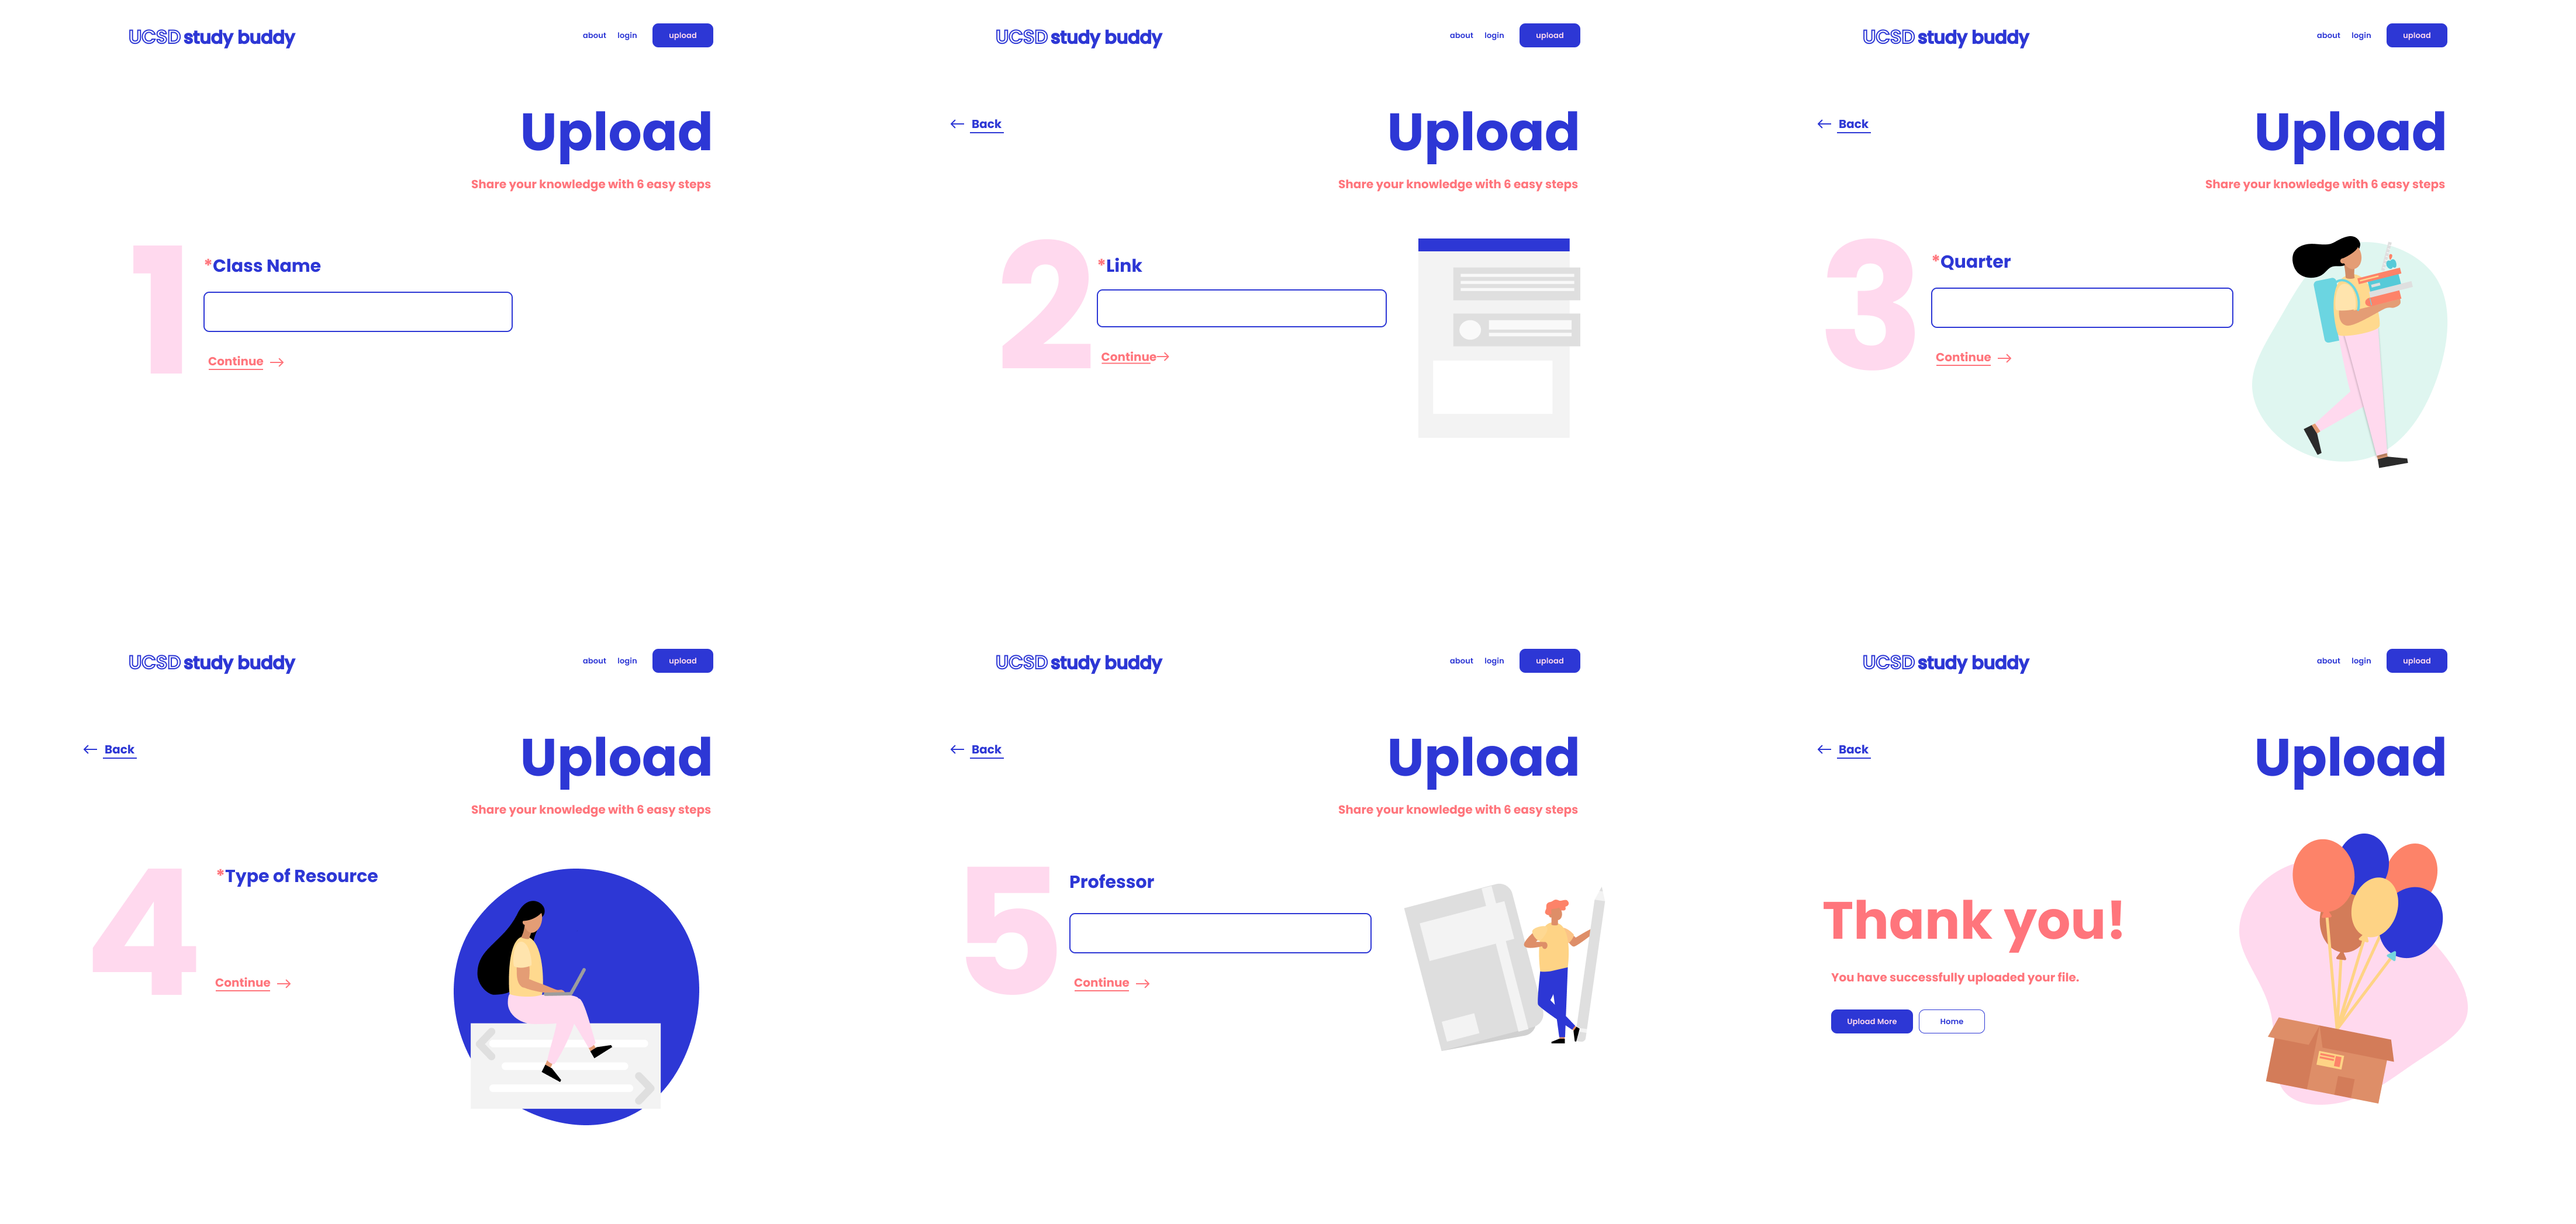 UCSD study buddy
about login upload
Upload
Share your knowledge with 6 easy steps
1
*Class Name
Continue →
UCSD study buddy
about login upload
← Back
Upload
Share your knowledge with 6 easy steps
2
*Link
Continue→
UCSD study buddy
about login upload
← Back
Upload
Share your knowledge with 6 easy steps
3
*Quarter
Continue →
UCSD study buddy
about login upload
← Back
Upload
Share your knowledge with 6 easy steps
4
*Type of Resource
Continue →
UCSD study buddy
about login upload
← Back
Upload
Share your knowledge with 6 easy steps
5
Professor
Continue →
UCSD study buddy
about login upload
← Back
Upload
Thank you!
You have successfully uploaded your file.
Upload More Home